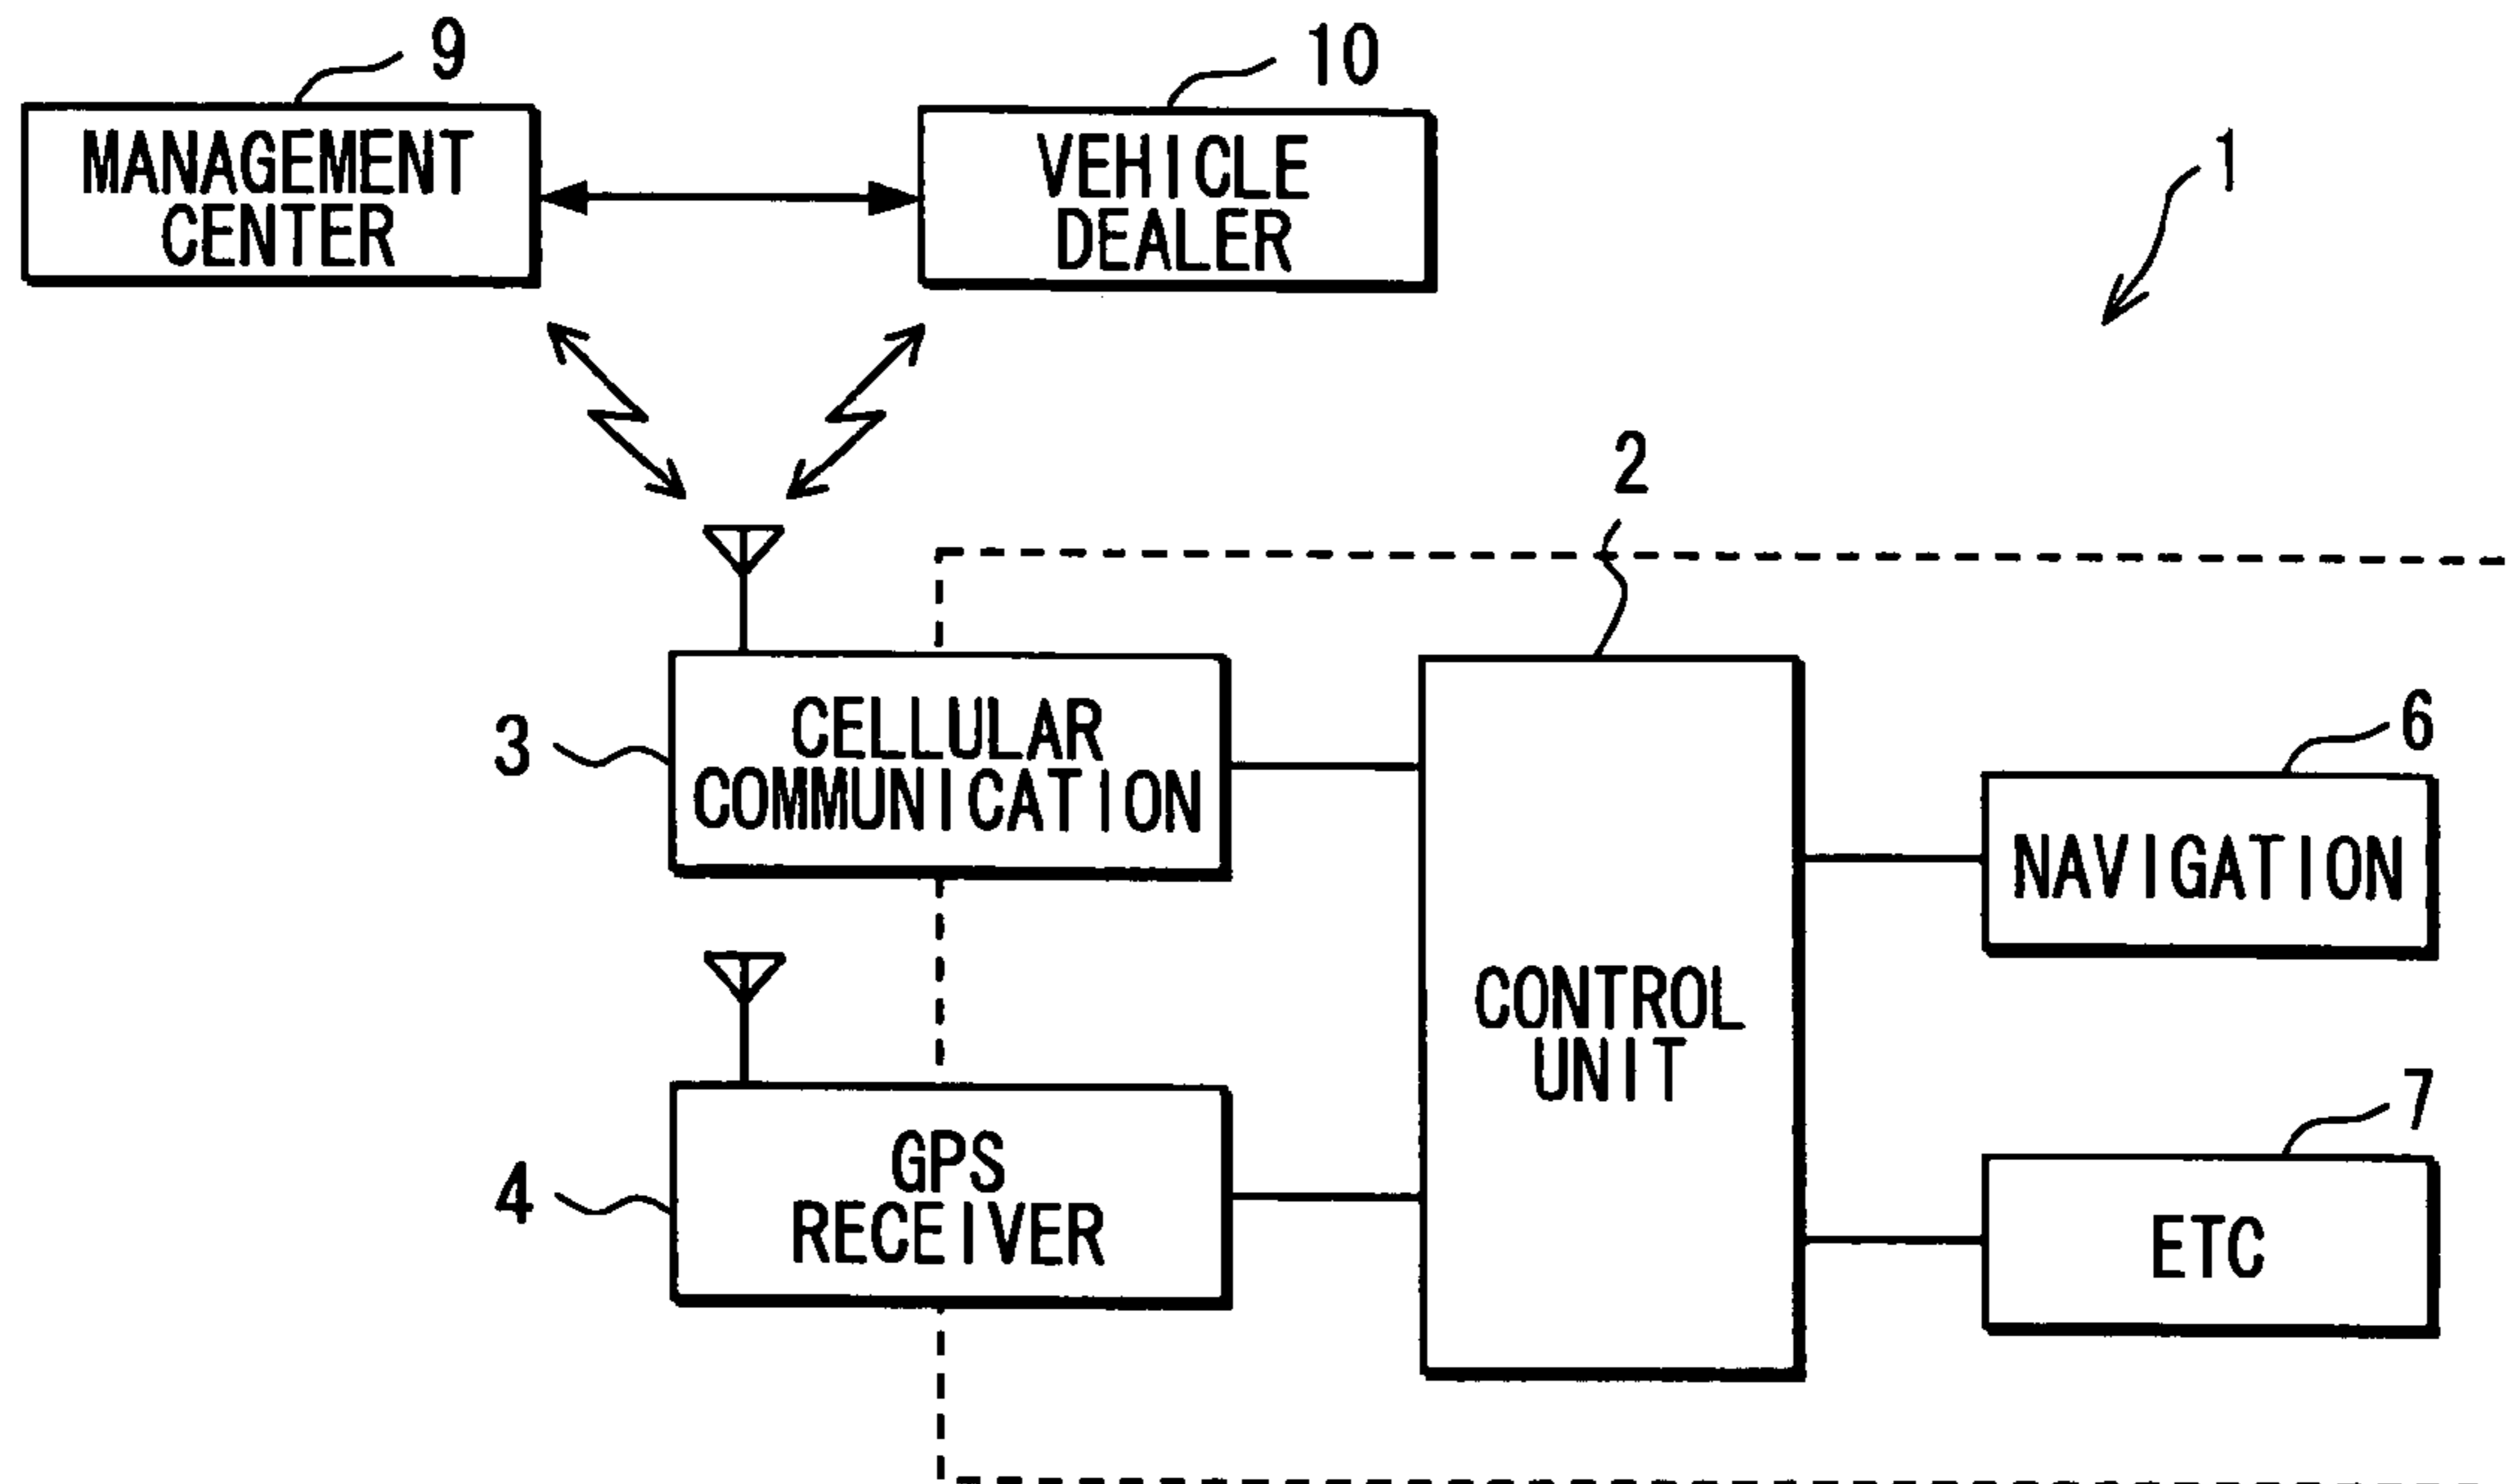 9
10
MANAGEMENT
CENTER
VEHICLE
DEALER
1
2
3
CELLULAR
COMMUNICATION
6
NAVIGATION
CONTROL
UNIT
4
GPS
RECEIVER
7
ETC